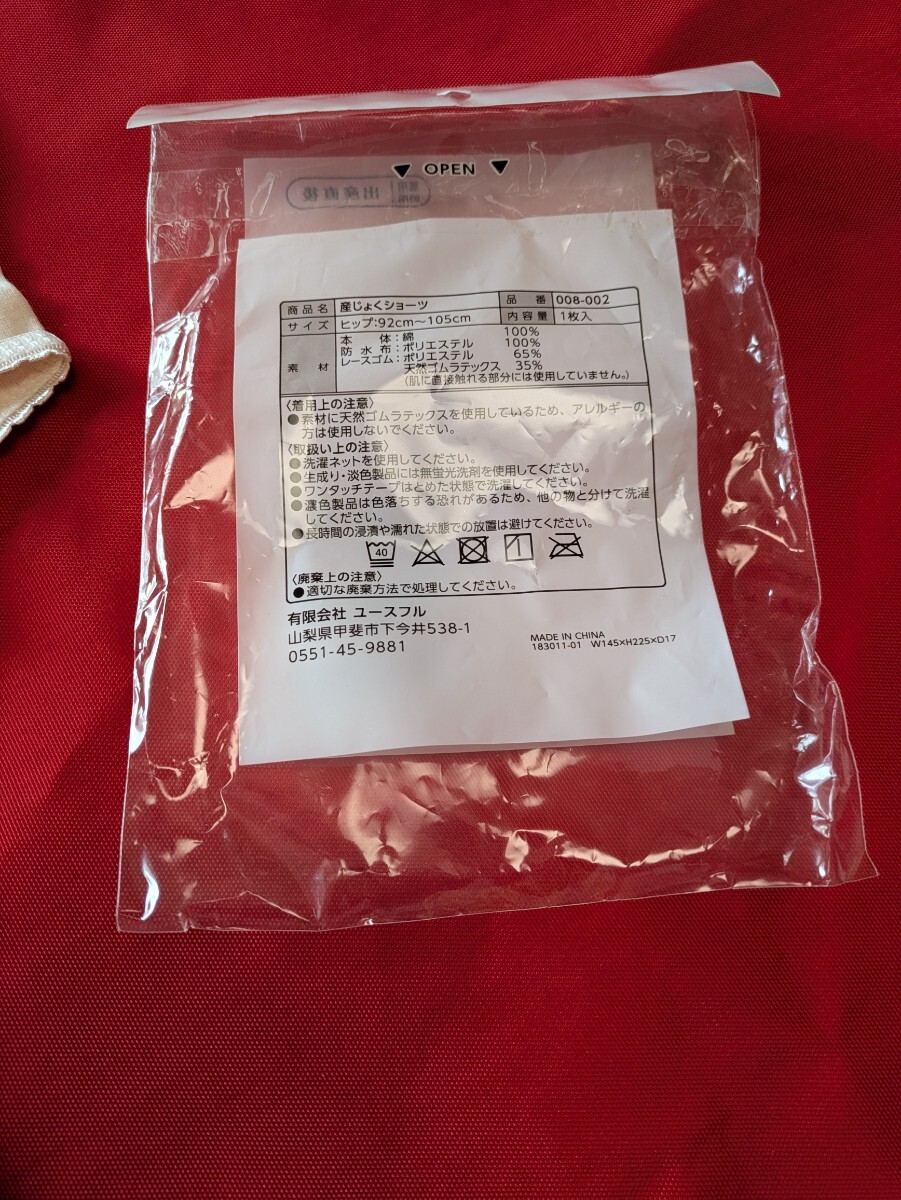 ▼ OPEN ▼
出産直後
商品名 産じょくショーツ 品番 008-002
サイズ ヒップ:92cm～105cm 内容量 1枚入
素材 本体:綿 100%
防水布:ポリエステル 100%
レースゴム:ポリエステル 65%
天然ゴムラテックス 35%
(肌に直接触れる部分には使用していません。)
〈着用上の注意〉
●素材に天然ゴムラテックスを使用しているため、アレルギーの
方は使用しないでください。
〈取扱い上の注意〉
●洗濯ネットを使用してください。
●生成り・淡色製品には無蛍光洗剤を使用してください。
●ワンタッチテープはとめた状態で洗濯してください。
●濃色製品は色落ちする恐れがあるため、他の物と分けて洗濯
してください。
●長時間の浸漬や濡れた状態での放置は避けてください。
40
〈廃棄上の注意〉
●適切な廃棄方法で処理してください。
有限会社 ユースフル
山梨県甲斐市下今井538-1
0551-45-9881
MADE IN CHINA
183011-01 W145×H225×D17